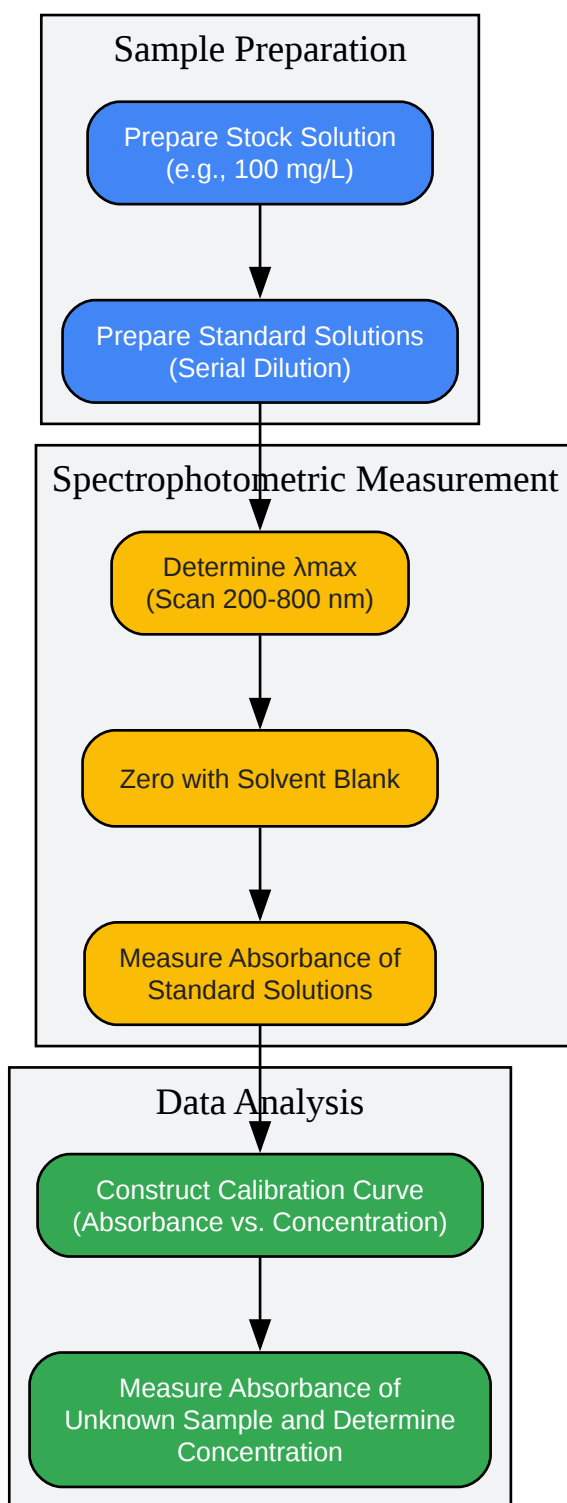 Sample Preparation
Prepare Stock Solution
(e.g., 100 mg/L)
Prepare Standard Solutions
(Serial Dilution)
Spectrophotometric Measurement
Determine λmax
(Scan 200-800 nm)
Zero with Solvent Blank
Measure Absorbance of
Standard Solutions
Data Analysis
Construct Calibration Curve
(Absorbance vs. Concentration)
Measure Absorbance of
Unknown Sample and Determine
Concentration